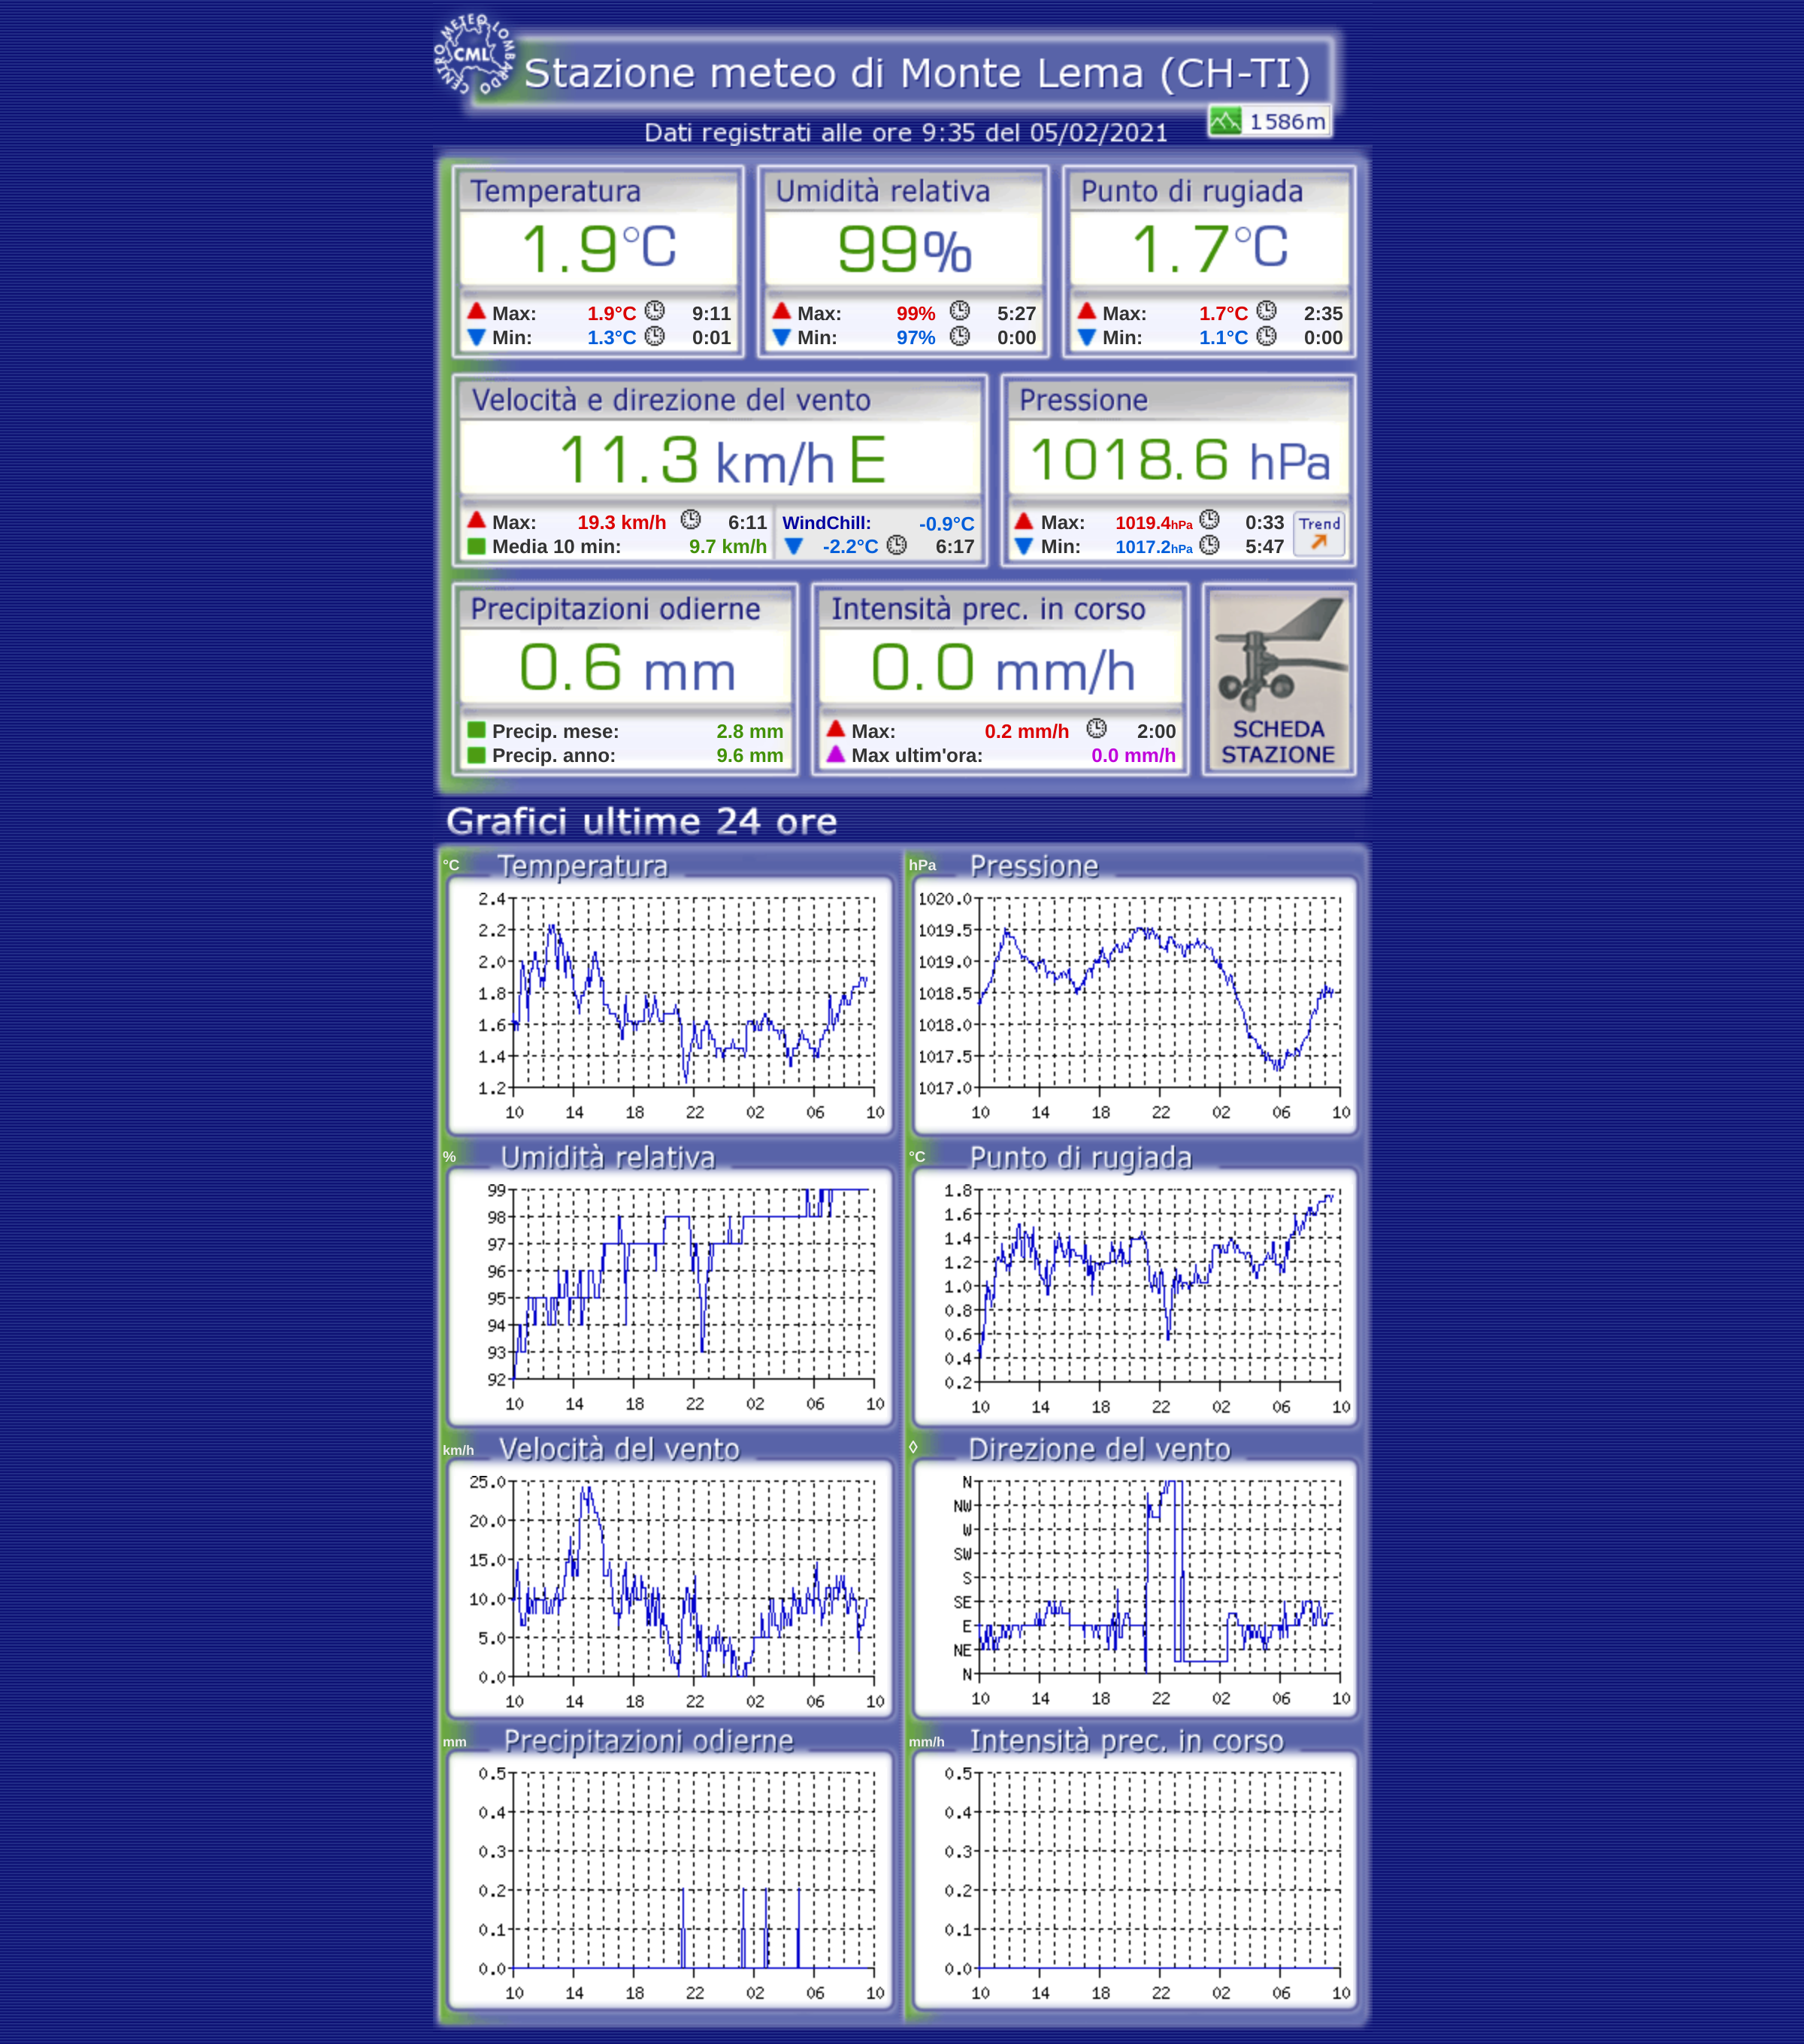 CENTRO METEO LOMBARDO
CML
Stazione meteo di Monte Lema (CH-TI)
1586m
Dati registrati alle ore 9:35 del 05/02/2021
Temperatura
1.9°C
Max: 1.9°C 9:11
Min: 1.3°C 0:01
Umidità relativa
99%
Max: 99% 5:27
Min: 97% 0:00
Punto di rugiada
1.7°C
Max: 1.7°C 2:35
Min: 1.1°C 0:00
Velocità e direzione del vento
11.3 km/h E
Max: 19.3 km/h 6:11
Media 10 min: 9.7 km/h
WindChill: -0.9°C
-2.2°C 6:17
Pressione
1018.6 hPa
Max: 1019.4hPa 0:33
Min: 1017.2hPa 5:47
Trend
Precipitazioni odierne
0.6 mm
Precip. mese: 2.8 mm
Precip. anno: 9.6 mm
Intensità prec. in corso
0.0 mm/h
Max: 0.2 mm/h 2:00
Max ultim'ora: 0.0 mm/h
SCHEDA
STAZIONE
Grafici ultime 24 ore
°C Temperatura
2.4
2.2
2.0
1.8
1.6
1.4
1.2
10 14 18 22 02 06 10
hPa Pressione
1020.0
1019.5
1019.0
1018.5
1018.0
1017.5
1017.0
10 14 18 22 02 06 10
% Umidità relativa
99
98
97
96
95
94
93
92
10 14 18 22 02 06 10
°C Punto di rugiada
1.8
1.6
1.4
1.2
1.0
0.8
0.6
0.4
0.2
10 14 18 22 02 06 10
km/h Velocità del vento
25.0
20.0
15.0
10.0
5.0
0.0
10 14 18 22 02 06 10
◊ Direzione del vento
N
NW
W
SW
S
SE
E
NE
N
10 14 18 22 02 06 10
mm Precipitazioni odierne
0.5
0.4
0.3
0.2
0.1
0.0
10 14 18 22 02 06 10
mm/h Intensità prec. in corso
0.5
0.4
0.3
0.2
0.1
0.0
10 14 18 22 02 06 10